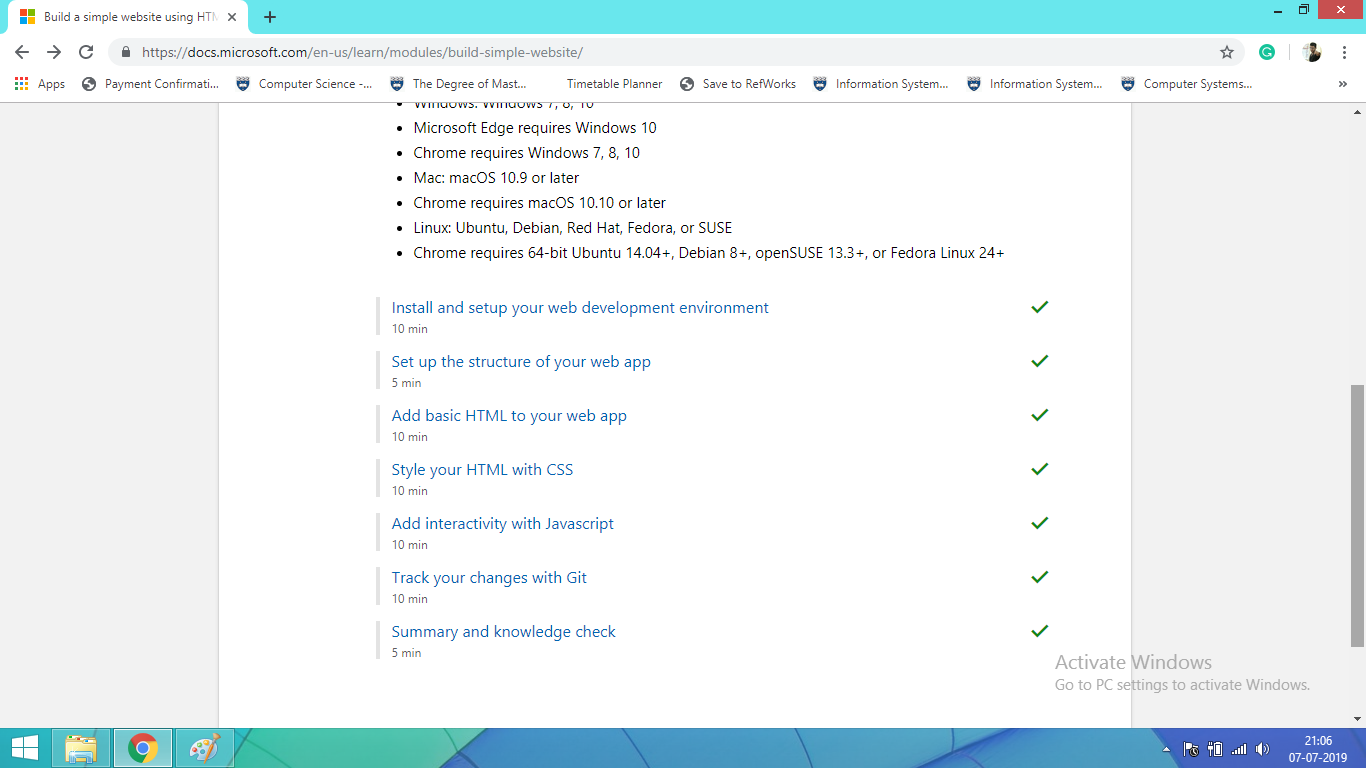 Build a simple website using HTM
https://docs.microsoft.com/en-us/learn/modules/build-simple-website/
Apps Payment Confirmati... Computer Science -... The Degree of Mast... Timetable Planner Save to RefWorks Information System... Information System... Computer Systems... »
Windows: Windows 7, 8, 10
• Microsoft Edge requires Windows 10
• Chrome requires Windows 7, 8, 10
• Mac: macOS 10.9 or later
• Chrome requires macOS 10.10 or later
• Linux: Ubuntu, Debian, Red Hat, Fedora, or SUSE
• Chrome requires 64-bit Ubuntu 14.04+, Debian 8+, openSUSE 13.3+, or Fedora Linux 24+
Install and setup your web development environment
10 min
Set up the structure of your web app
5 min
Add basic HTML to your web app
10 min
Style your HTML with CSS
10 min
Add interactivity with Javascript
10 min
Track your changes with Git
10 min
Summary and knowledge check
5 min
Activate Windows
Go to PC settings to activate Windows.
21:06
07-07-2019